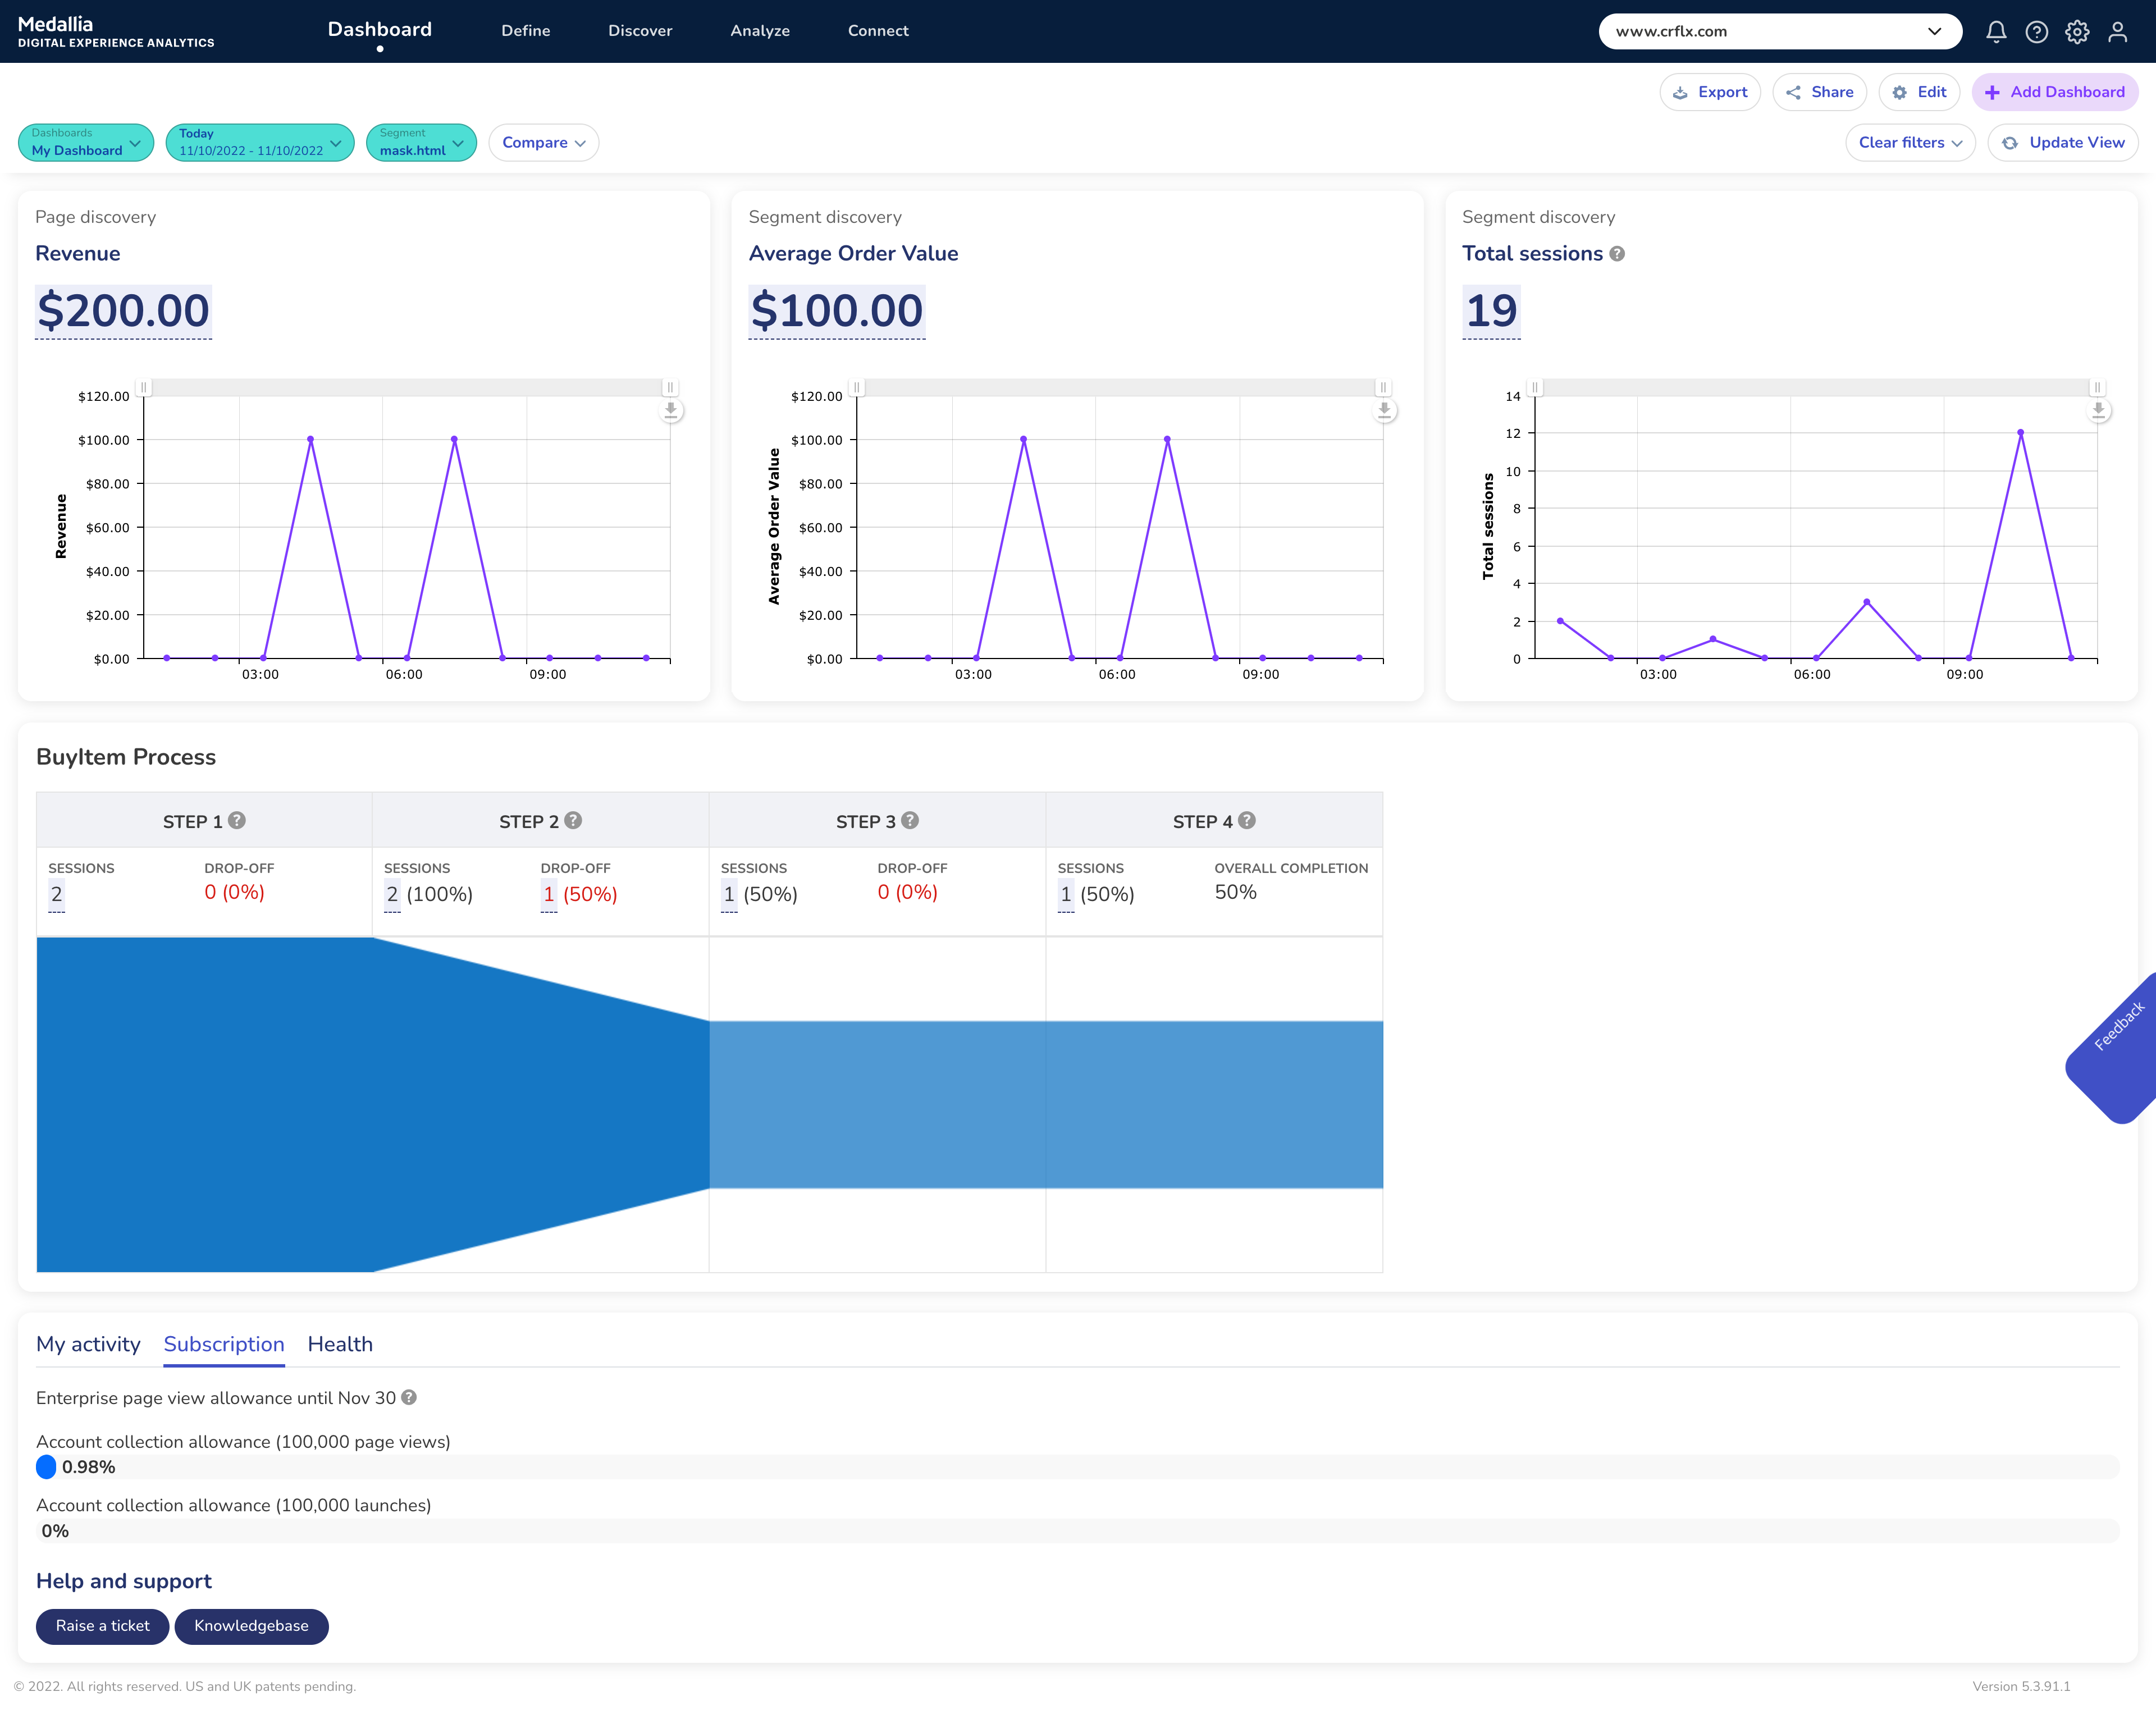 Medallia
DIGITAL EXPERIENCE ANALYTICS
Dashboard Define Discover Analyze Connect
www.crflx.com
Export Share Edit Add Dashboard
Dashboards
My Dashboard
Today
11/10/2022 - 11/10/2022
Segment
mask.html
Compare
Clear filters Update View
Page discovery
Revenue
$200.00
$120.00
$100.00
$80.00
$60.00
$40.00
$20.00
$0.00
Revenue
03:00 06:00 09:00
Segment discovery
Average Order Value
$100.00
$120.00
$100.00
$80.00
$60.00
$40.00
$20.00
$0.00
Average Order Value
03:00 06:00 09:00
Segment discovery
Total sessions ?
19
14
12
10
8
6
4
2
0
Total sessions
03:00 06:00 09:00
BuyItem Process
STEP 1 ? STEP 2 ? STEP 3 ? STEP 4 ?
SESSIONS DROP-OFF SESSIONS DROP-OFF SESSIONS DROP-OFF SESSIONS OVERALL COMPLETION
2 0 (0%) 2 (100%) 1 (50%) 1 (50%) 0 (0%) 1 (50%) 50%
Feedback
My activity Subscription Health
Enterprise page view allowance until Nov 30 ?
Account collection allowance (100,000 page views)
0.98%
Account collection allowance (100,000 launches)
0%
Help and support
Raise a ticket Knowledgebase
© 2022. All rights reserved. US and UK patents pending. Version 5.3.91.1